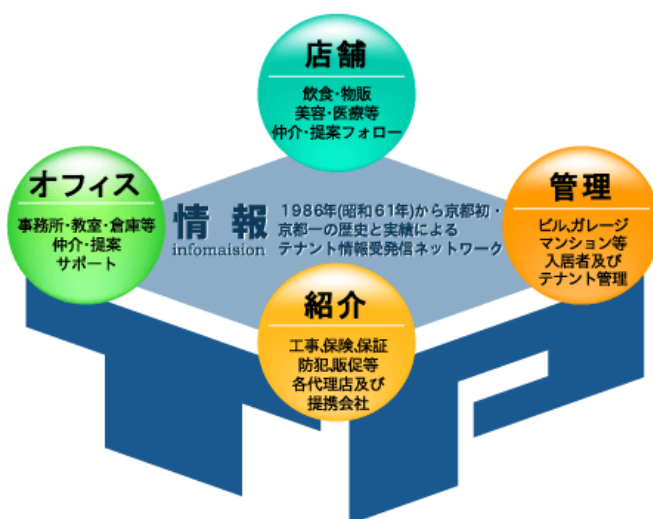 店舗
飲食・物販
美容・医療等
仲介・提案フォロー
オフィス
事務所・教室・倉庫等
仲介・提案
サポート
情報
infomaision
1986年(昭和61年)から京都初・
京都一の歴史と実績による
テナント情報受発信ネットワーク
管理
ビル、ガレージ
マンション等
入居者及び
テナント管理
紹介
工事、保険、保証
防犯、販促等
各代理店及び
提携会社